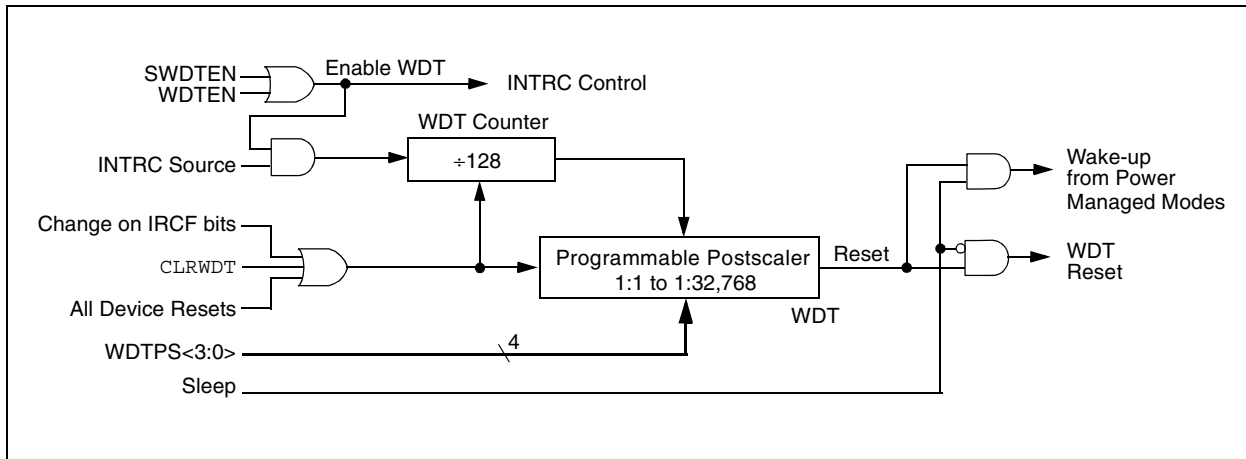 SWDTEN
WDTEN
Enable WDT
INTRC Control
WDT Counter
INTRC Source
÷128
Wake-up
from Power
Managed Modes
Change on IRCF bits
CLRWDT
All Device Resets
Programmable Postscaler
1:1 to 1:32,768
Reset
WDT
Reset
WDT
WDTPS<3:0>
4
Sleep